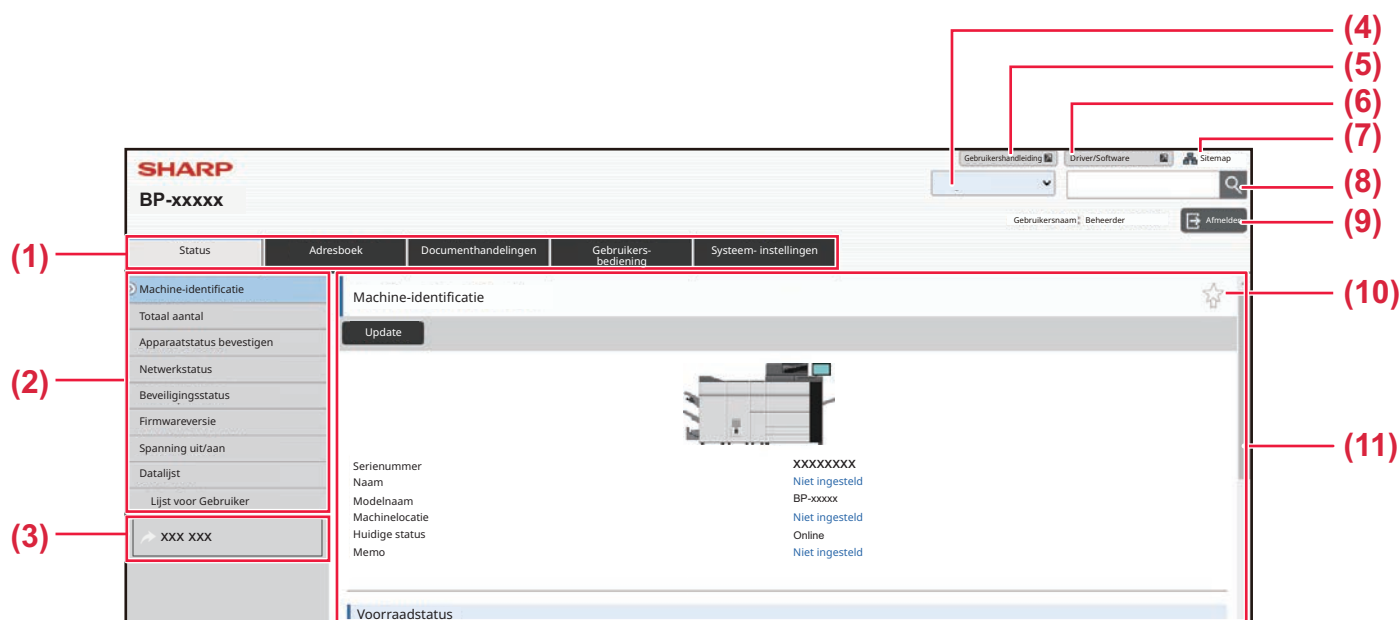 (4)
(5)
(6)
(7)
SHARP
Gebruikershandleiding
Driver/Software
Sitemap
BP-xxxxx
(8)
Gebruikersnaam: Beheerder
Afmelden
(9)
(1)
Status
Adresboek
Documenthandelingen
Gebruikers-
bediening
Systeem- instellingen
(2)
Machine-identificatie
Totaal aantal
Apparaatstatus bevestigen
Netwerkstatus
Beveiligingsstatus
Firmwareversie
Spanning uit/aan
Datalijst
Lijst voor Gebruiker
(3)
XXX XXX
Machine-identificatie
(10)
Update
(11)
Serienummer XXXXXXXX
Naam Niet ingesteld
Modelnaam BP-xxxxx
Machinelocatie Niet ingesteld
Huidige status Online
Memo Niet ingesteld
Voorraadstatus